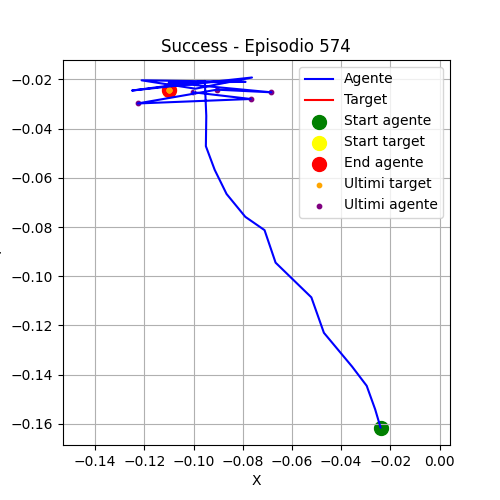 Success - Episodio 574
Agente
Target
Start agente
Start target
End agente
Ultimi target
Ultimi agente
−0.02
−0.04
−0.06
−0.08
−0.10
−0.12
−0.14
−0.16
−0.14
−0.12
−0.10
−0.08
−0.06
−0.04
−0.02
0.00
X